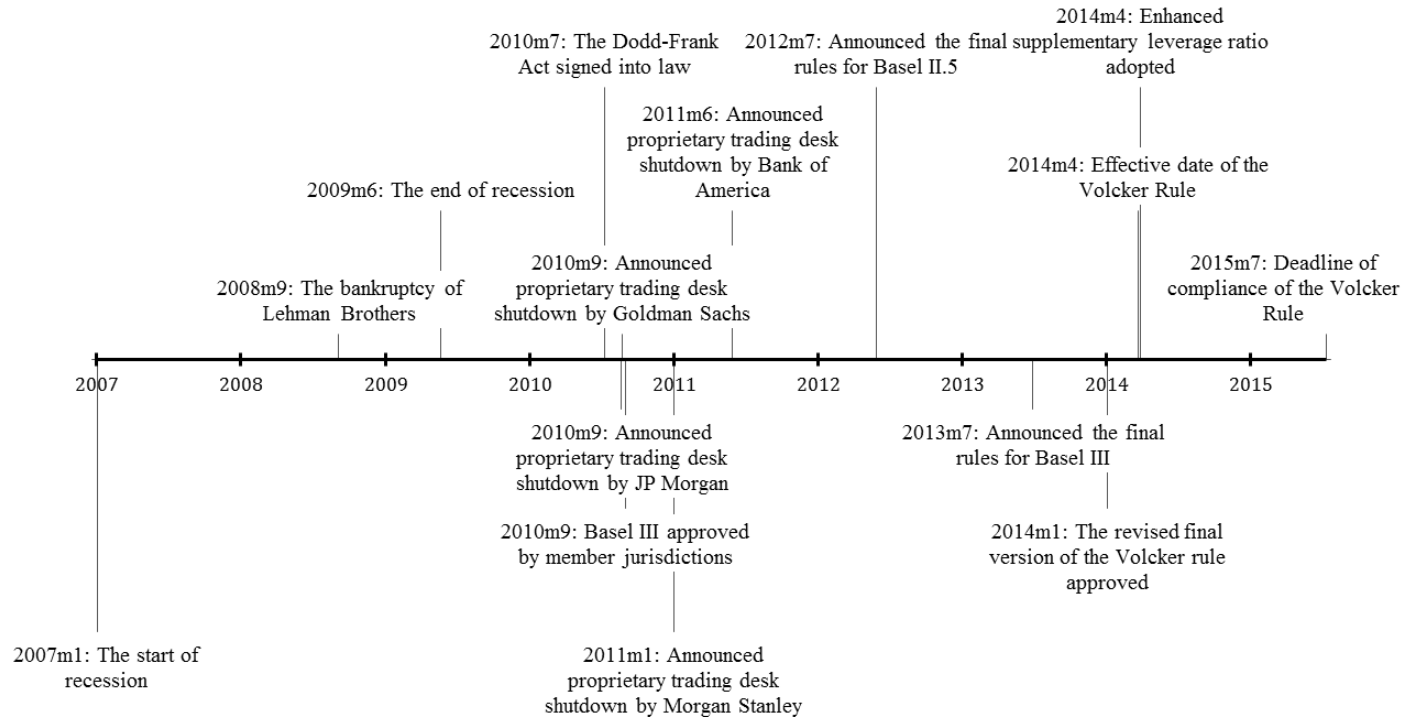 2014m4: Enhanced
supplementary leverage ratio
adopted
2010m7: The Dodd-Frank
Act signed into law
2012m7: Announced the final
rules for Basel II.5
2011m6: Announced
proprietary trading desk
shutdown by Bank of
America
2014m4: Effective date of the
Volcker Rule
2009m6: The end of recession
2010m9: Announced
proprietary trading desk
shutdown by Goldman Sachs
2008m9: The bankruptcy of
Lehman Brothers
2015m7: Deadline of
compliance of the Volcker
Rule
2007 2008 2009 2010 2011 2012 2013 2014 2015
2010m9: Announced
proprietary trading desk
shutdown by JP Morgan
2013m7: Announced the final
rules for Basel III
2010m9: Basel III approved
by member jurisdictions
2014m1: The revised final
version of the Volcker rule
approved
2007m1: The start of
recession
2011m1: Announced
proprietary trading desk
shutdown by Morgan Stanley